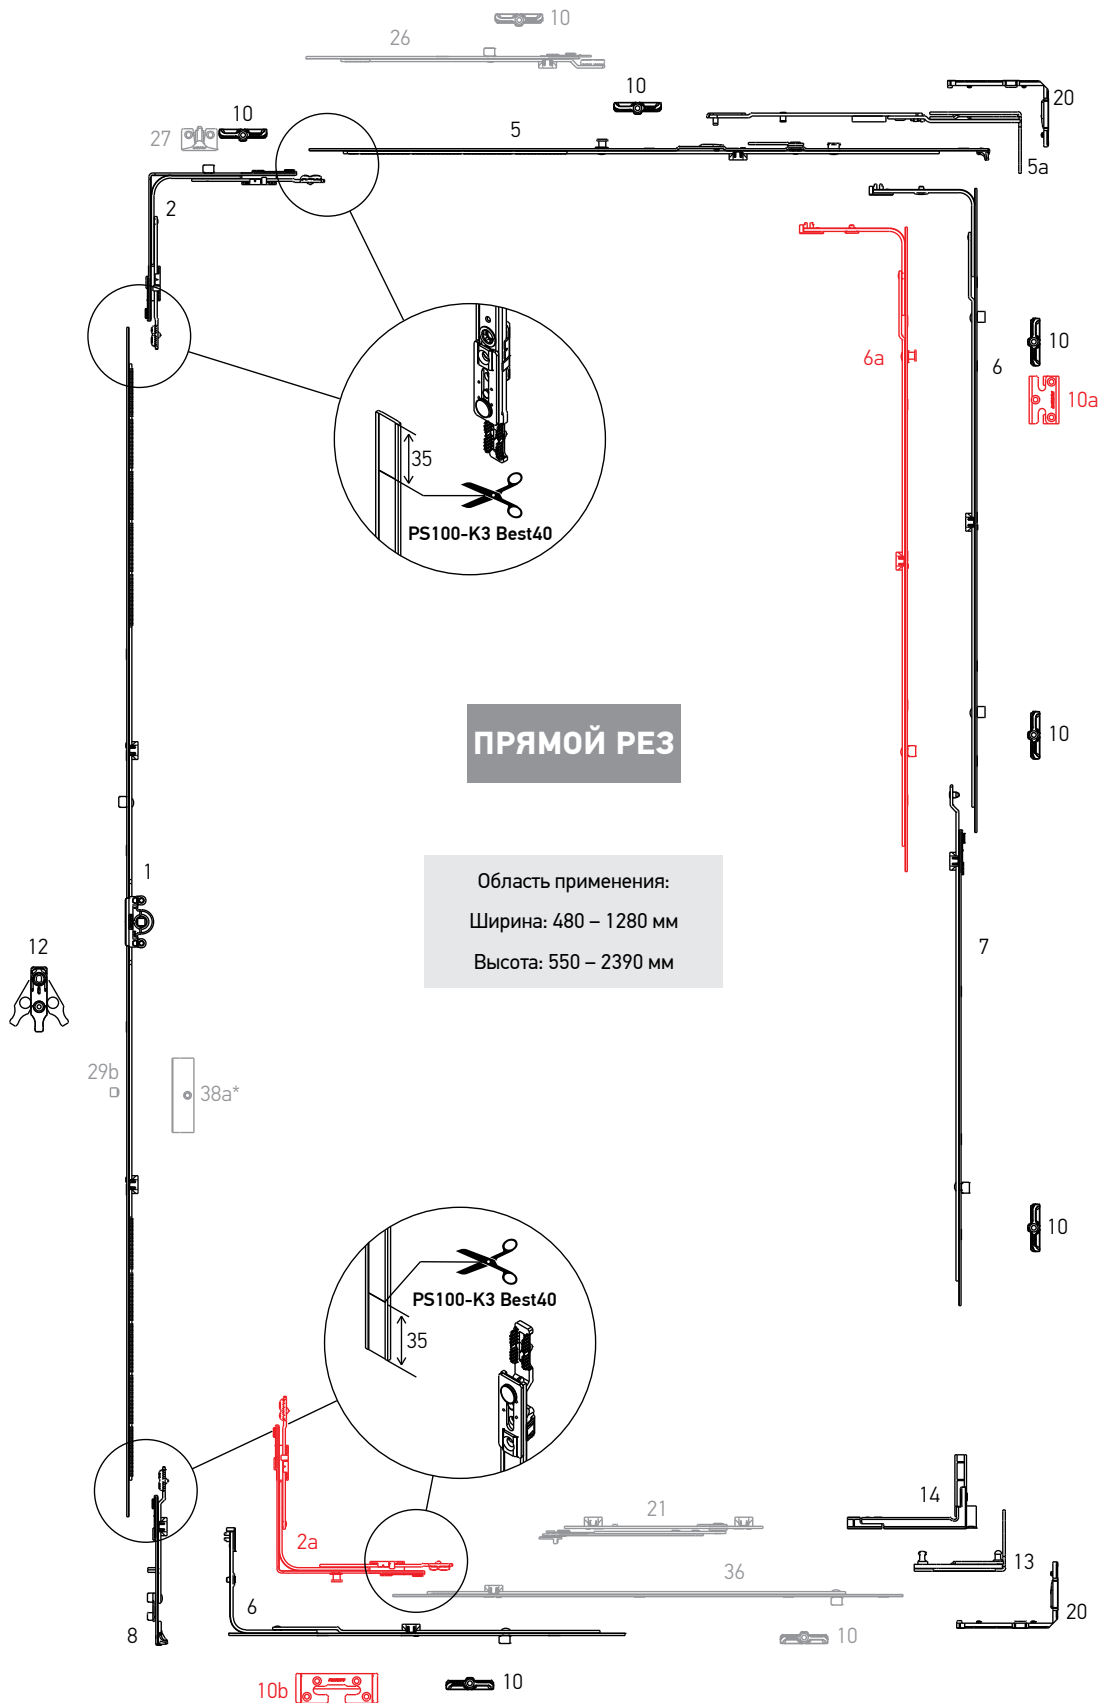 10
26
10
20
10
27
5
5a
2
10
6a
6
10a
35
PS100-K3 Best40
ПРЯМОЙ РЕЗ
10
1
Область применения:
Ширина: 480 – 1280 мм
Высота: 550 – 2390 мм
12
7
29b
38a*
10
PS100-K3 Best40
35
14
21
2a
13
36
6
20
8
10
10b
10